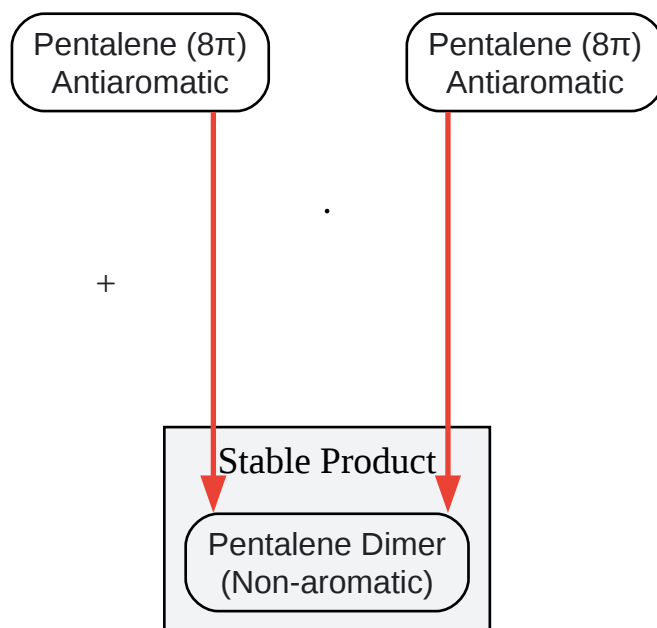 Pentalene (8π)
Antiaromatic
Pentalene (8π)
Antiaromatic
.
+
Stable Product
Pentalene Dimer
(Non-aromatic)